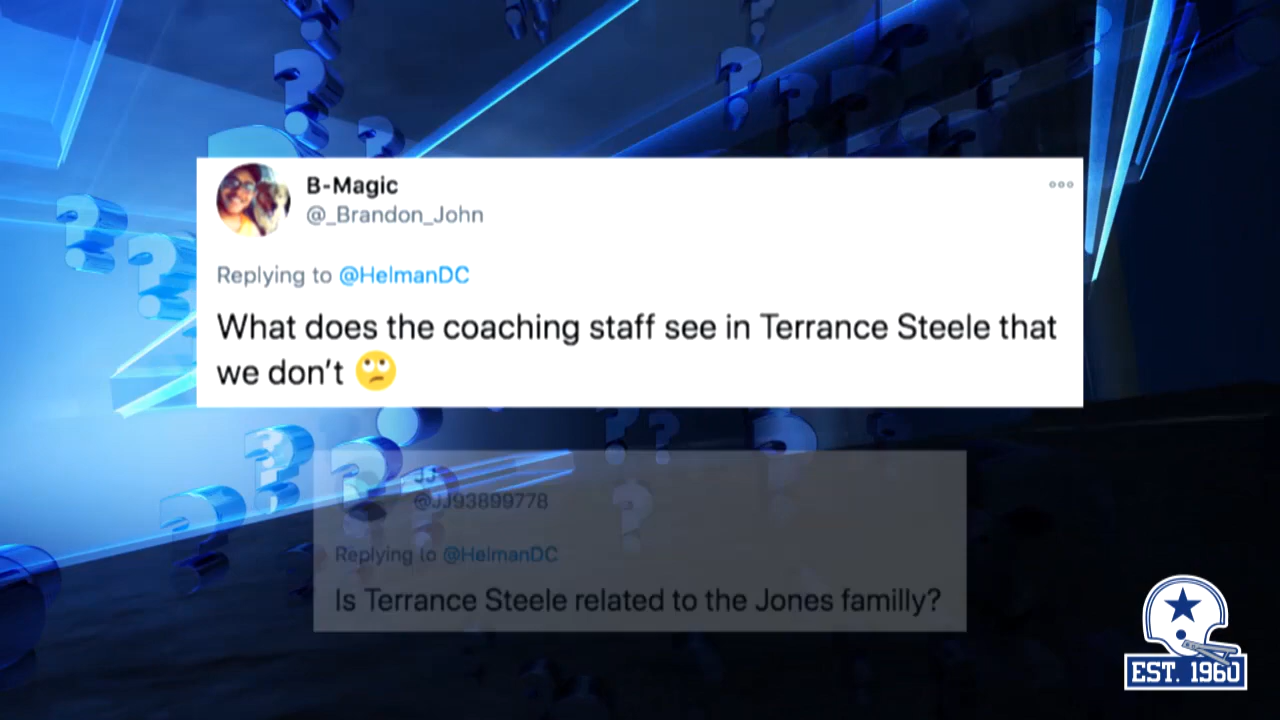 B-Magic
@_Brandon_John
Replying to @HelmanDC
What does the coaching staff see in Terrance Steele that
we don't 🙄
JJ
@JJ93899778
Replying to @HelmanDC
Is Terrance Steele related to the Jones familly?
EST. 1960